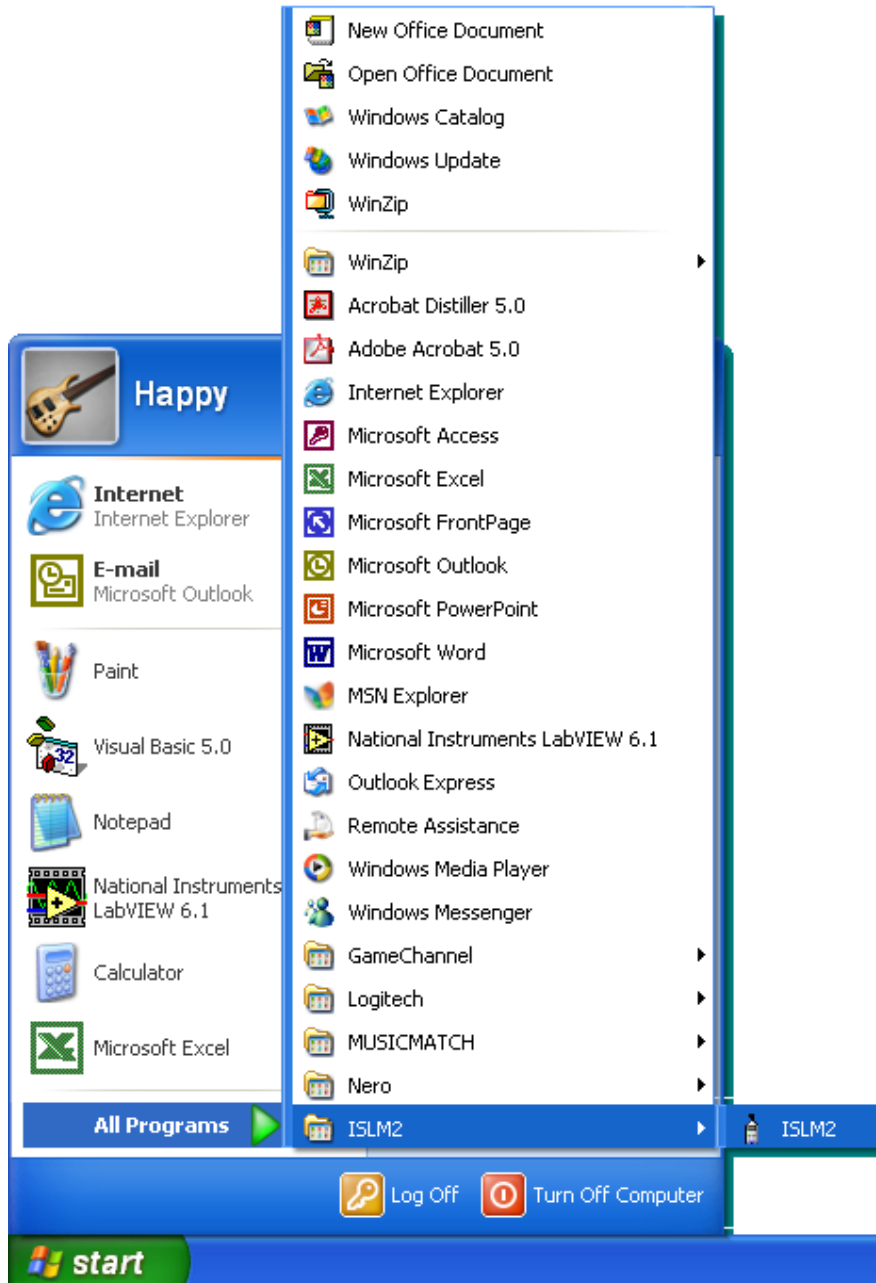 New Office Document
Open Office Document
Windows Catalog
Windows Update
WinZip
WinZip
Acrobat Distiller 5.0
Adobe Acrobat 5.0
Internet Explorer
Microsoft Access
Microsoft Excel
Microsoft FrontPage
Microsoft Outlook
Microsoft PowerPoint
Microsoft Word
MSN Explorer
National Instruments LabVIEW 6.1
Outlook Express
Remote Assistance
Windows Media Player
Windows Messenger
GameChannel
Logitech
MUSICMATCH
Nero
ISLM2
ISLM2
Happy
Internet
Internet Explorer
E-mail
Microsoft Outlook
Paint
Visual Basic 5.0
32
Notepad
National Instruments
LabVIEW 6.1
Calculator
Microsoft Excel
All Programs
Log Off
Turn Off Computer
start